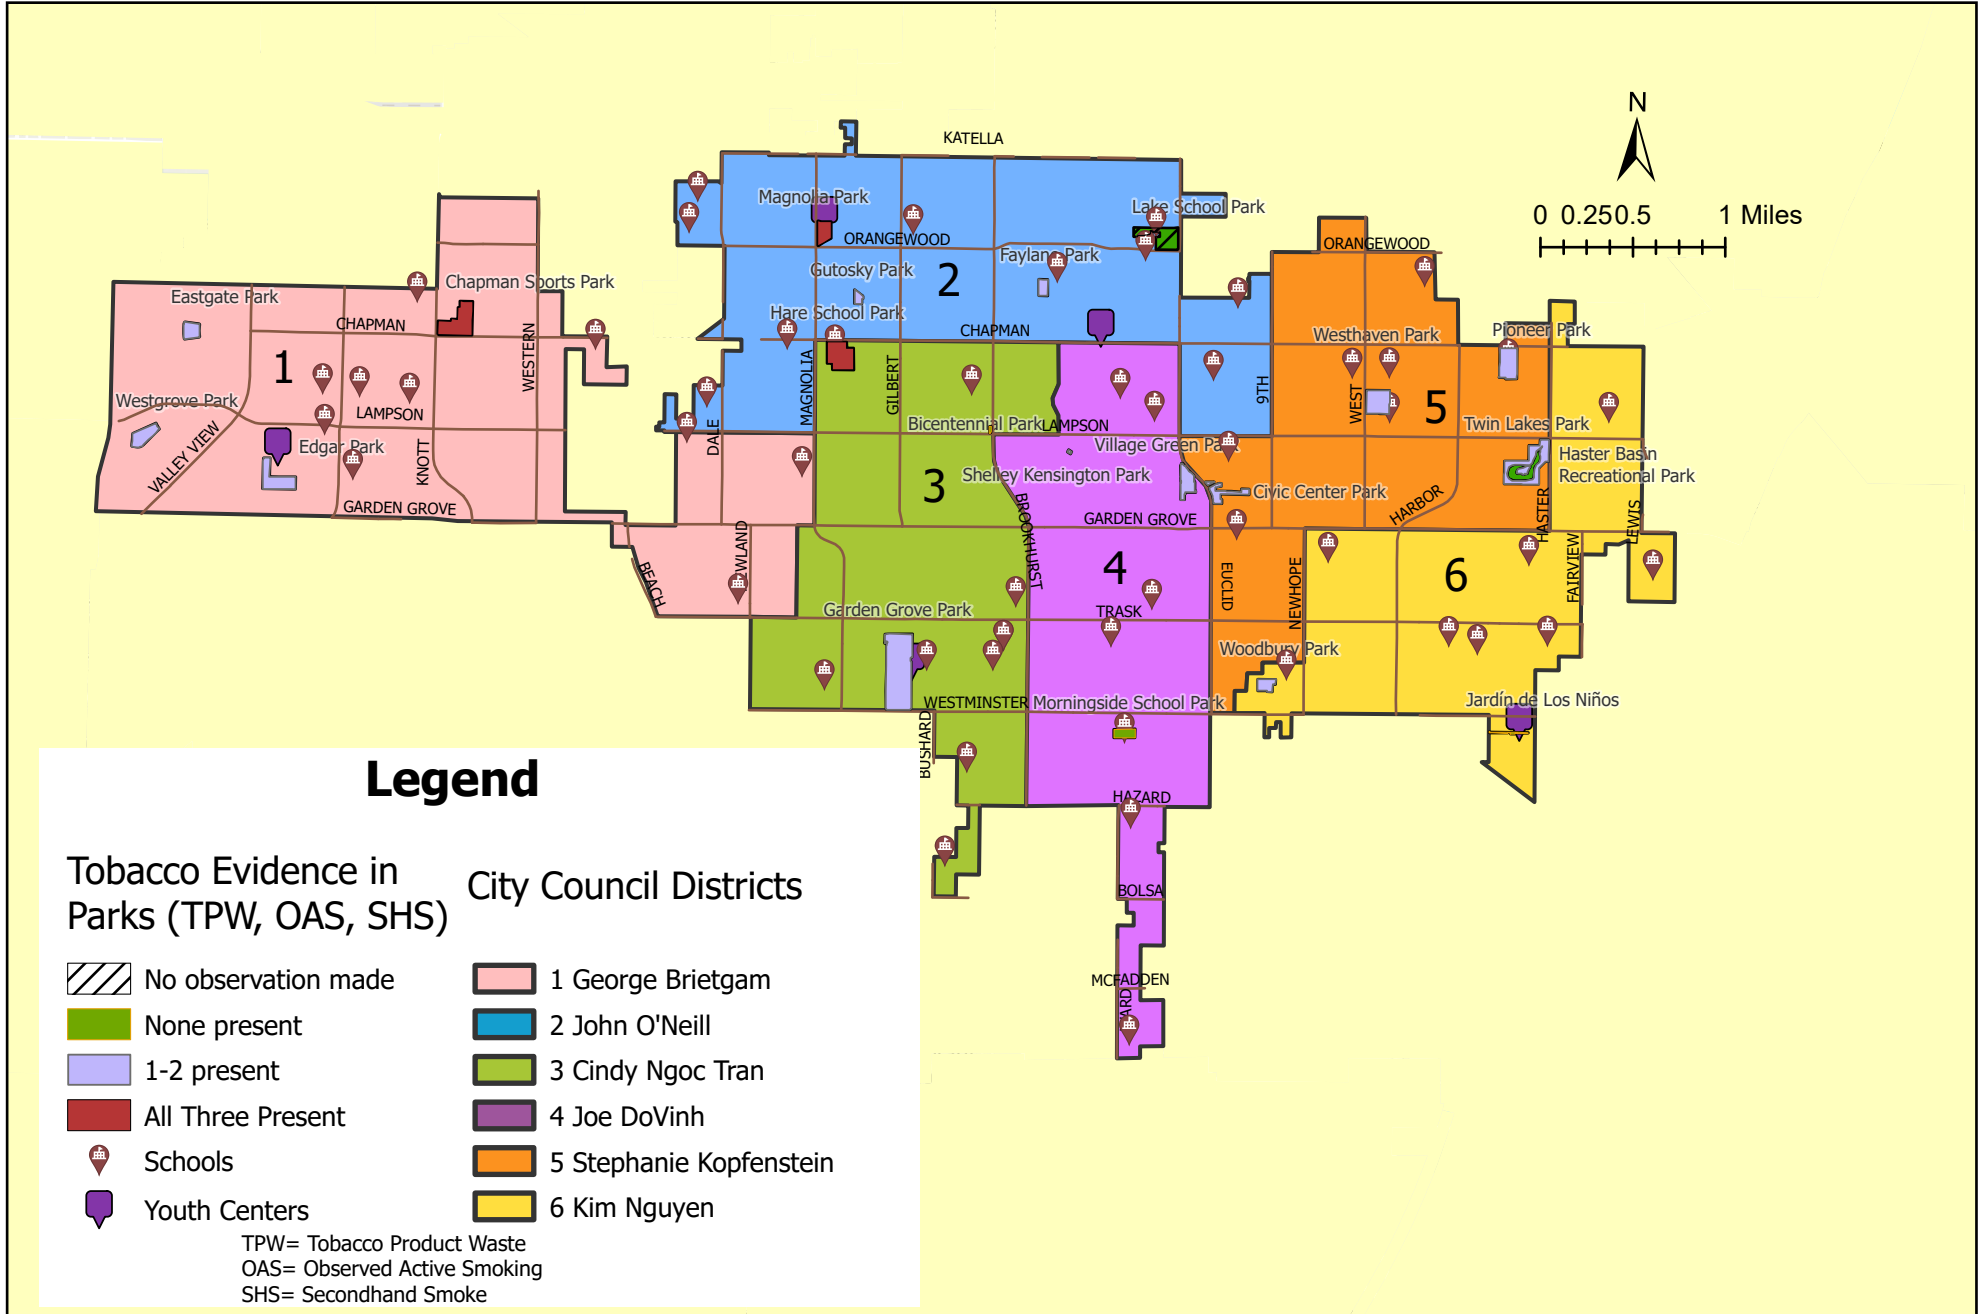 KATELLA
N
0 0.25 0.5 1 Miles
Magnolia Park
Lake School Park
ORANGEWOOD
ORANGEWOOD
Gutosky Park
Faylane Park
2
Chapman Sports Park
Eastgate Park
Hare School Park
CHAPMAN
CHAPMAN
WESTERN
Westhaven Park
Pioneer Park
1
MAGNOLIA
GILBERT
9TH
WEST
5
Westgrove Park
LAMPSON
DALE
Bicentennial Park
LAMPSON
Twin Lakes Park
VALLEY VIEW
Edgar Park
KNOTT
Village Green Park
Haster Basin
Recreational Park
3
Shelley Kensington Park
Civic Center Park
HARBOR
HASTER
LEWIS
GARDEN GROVE
BROOKHURST
GARDEN GROVE
BEACH
WLAND
4
EUCLID
NEWHOPE
6
FAIRVIEW
Garden Grove Park
TRASK
Woodbury Park
WESTMINSTER
Morningside School Park
Jardín de Los Niños
BUSHARD
HAZARD
BOLSA
MCFADDEN
ARD
Legend
Tobacco Evidence in
Parks (TPW, OAS, SHS)
No observation made
None present
1-2 present
All Three Present
Schools
Youth Centers
City Council Districts
1 George Brietgam
2 John O'Neill
3 Cindy Ngoc Tran
4 Joe DoVinh
5 Stephanie Kopfenstein
6 Kim Nguyen
TPW= Tobacco Product Waste
OAS= Observed Active Smoking
SHS= Secondhand Smoke